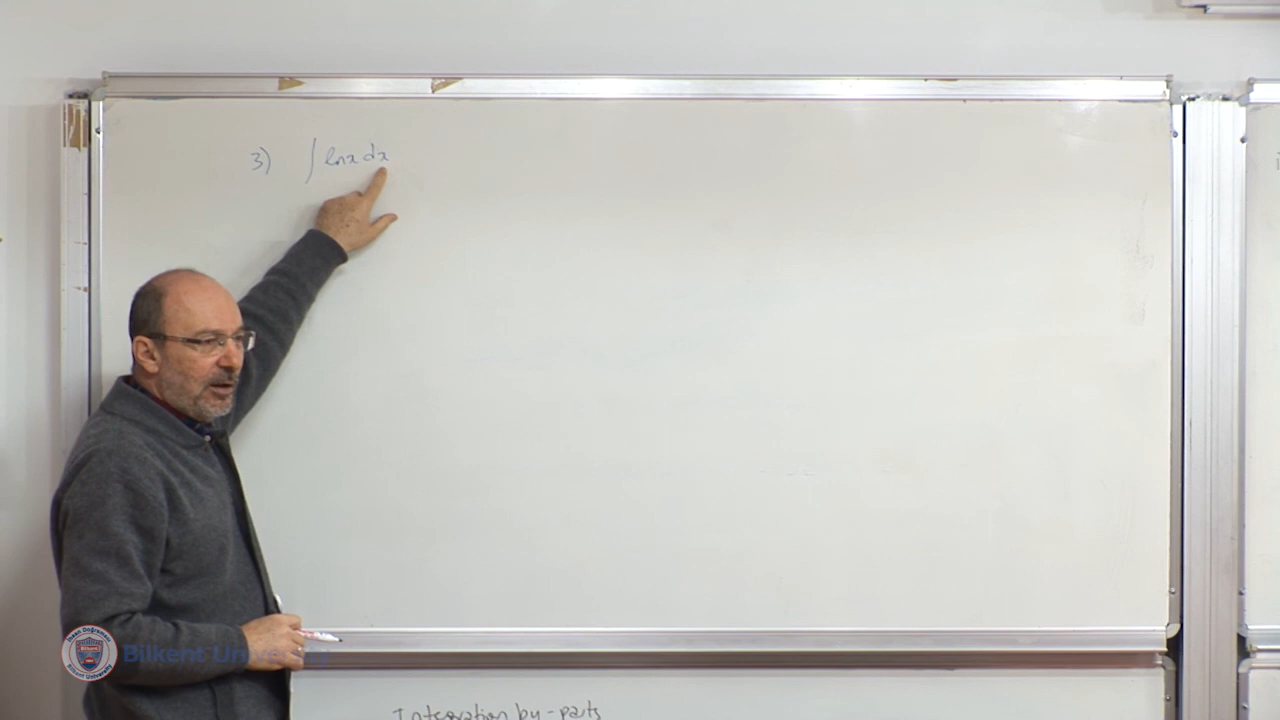 3) ∫ ln x dx
Bilkent University
Integration by-parts